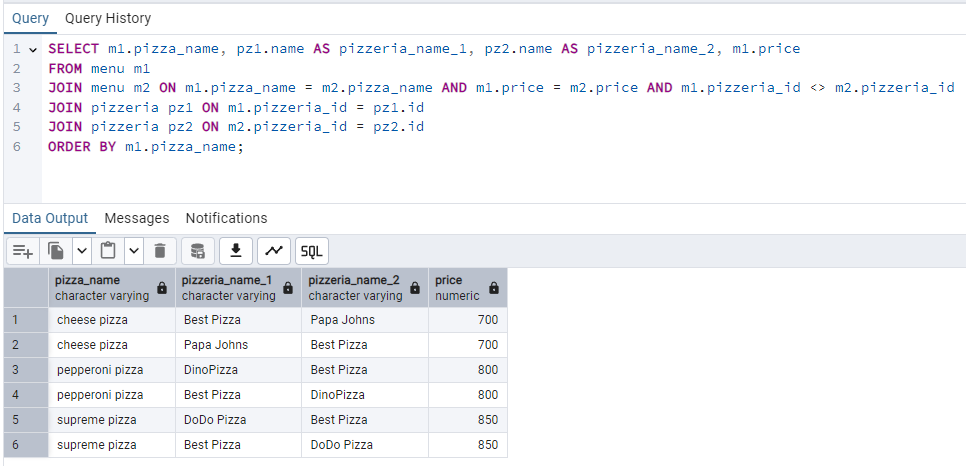 Query Query History
1 SELECT m1.pizza_name, pz1.name AS pizzeria_name_1, pz2.name AS pizzeria_name_2, m1.price
2 FROM menu m1
3 JOIN menu m2 ON m1.pizza_name = m2.pizza_name AND m1.price = m2.price AND m1.pizzeria_id <> m2.pizzeria_id
4 JOIN pizzeria pz1 ON m1.pizzeria_id = pz1.id
5 JOIN pizzeria pz2 ON m2.pizzeria_id = pz2.id
6 ORDER BY m1.pizza_name;
Data Output Messages Notifications
SQL
pizza_name pizzeria_name_1 pizzeria_name_2 price
character varying character varying character varying numeric
1 cheese pizza Best Pizza Papa Johns 700
2 cheese pizza Papa Johns Best Pizza 700
3 pepperoni pizza DinoPizza Best Pizza 800
4 pepperoni pizza Best Pizza DinoPizza 800
5 supreme pizza DoDo Pizza Best Pizza 850
6 supreme pizza Best Pizza DoDo Pizza 850